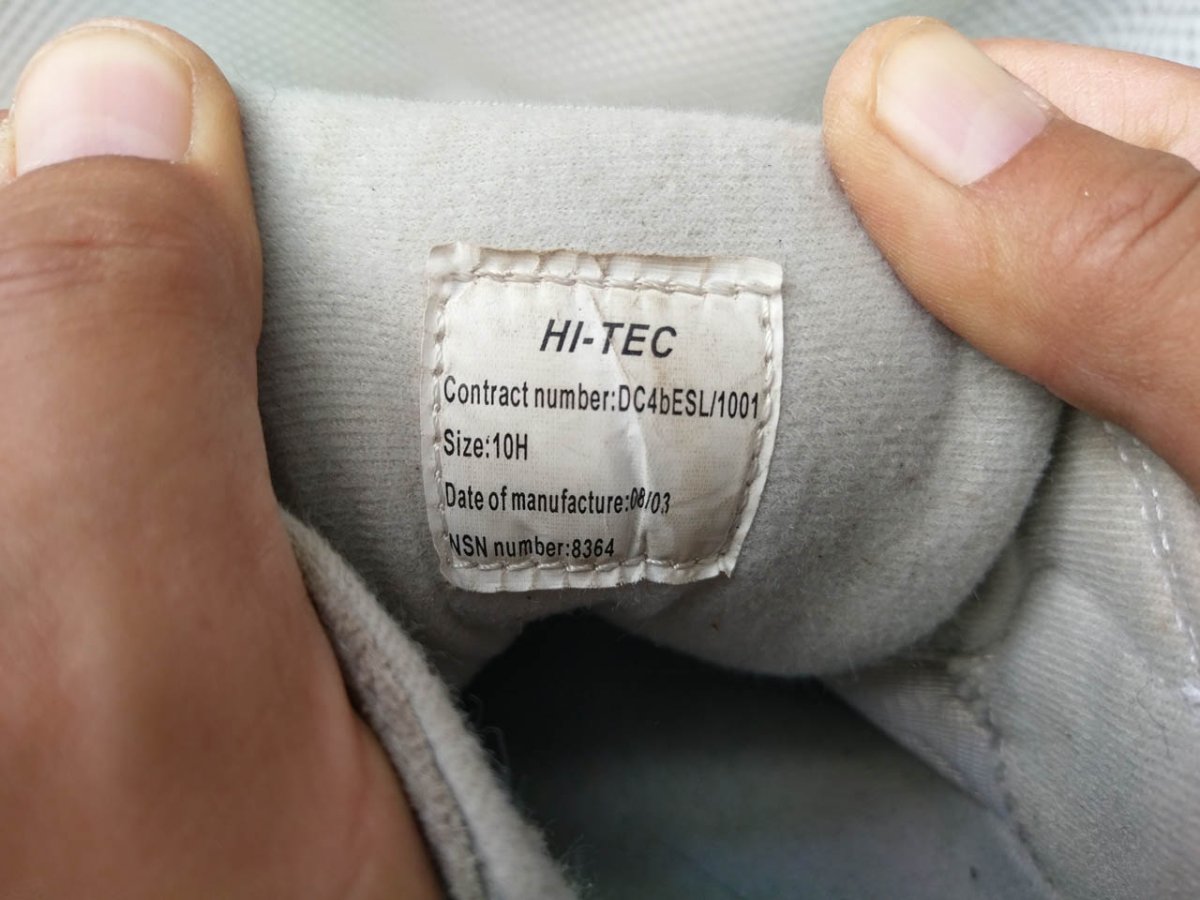 HI-TEC
Contract number:DC4bESL/1001
Size:10H
Date of manufacture:08/03
NSN number:8364